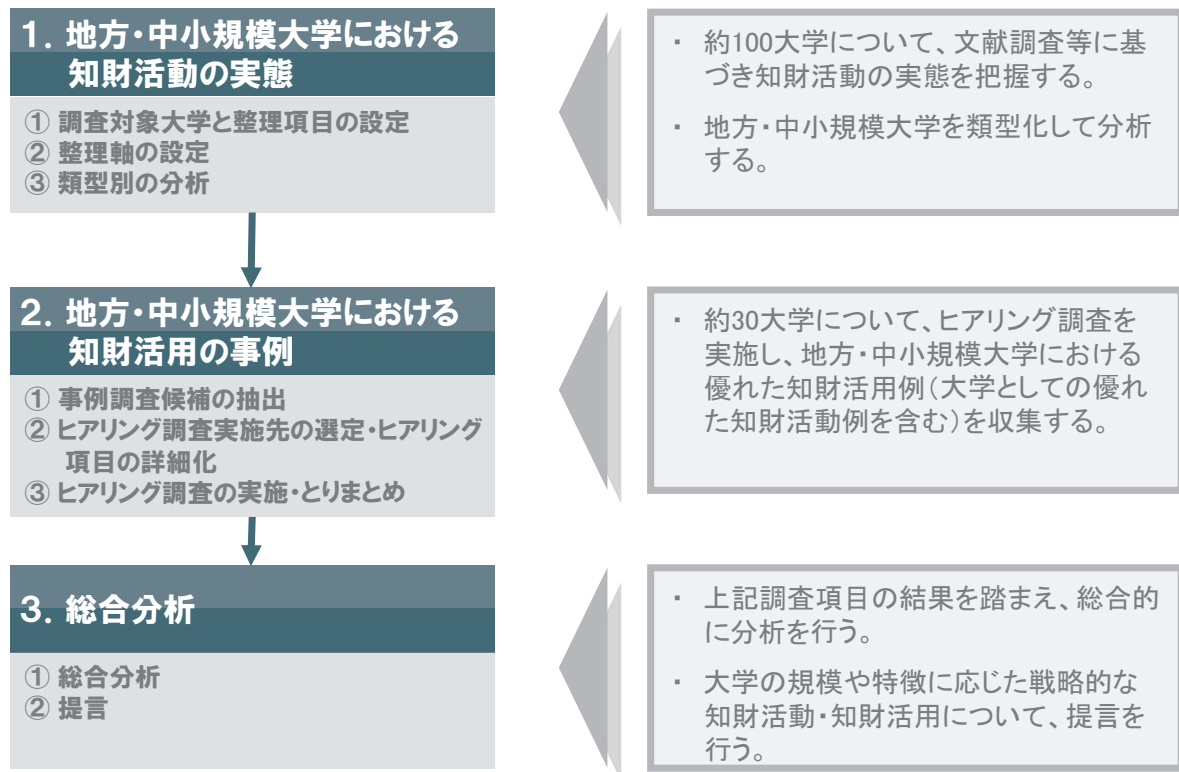 1. 地方・中小規模大学における
知財活動の実態
① 調査対象大学と整理項目の設定
② 整理軸の設定
③ 類型別の分析
・ 約100大学について、文献調査等に基
づき知財活動の実態を把握する。
・ 地方・中小規模大学を類型化して分析
する。
2. 地方・中小規模大学における
知財活用の事例
① 事例調査候補の抽出
② ヒアリング調査実施先の選定・ヒアリング
項目の詳細化
③ ヒアリング調査の実施・とりまとめ
・ 約30大学について、ヒアリング調査を
実施し、地方・中小規模大学における
優れた知財活用例(大学としての優れ
た知財活動例を含む)を収集する。
3. 総合分析
① 総合分析
② 提言
・ 上記調査項目の結果を踏まえ、総合的
に分析を行う。
・ 大学の規模や特徴に応じた戦略的な
知財活動・知財活用について、提言を
行う。